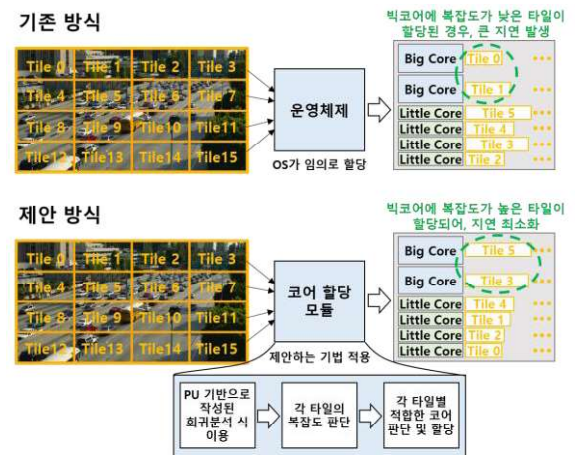 기존 방식
Tile 0 Tile 1 Tile 2 Tile 3
Tile 4 Tile 5 Tile 6 Tile 7
Tile 8 Tile 9 Tile10 Tile11
Tile12 Tile13 Tile14 Tile15
운영체제
OS가 임의로 할당
빅코어에 복잡도가 낮은 타일이
할당된 경우, 큰 지연 발생
Big Core Tile 0
Big Core Tile 1
Little Core Tile 5
Little Core Tile 4
Little Core Tile 3
Little Core Tile 2
제안 방식
Tile 0 Tile 1 Tile 2 Tile 3
Tile 4 Tile 5 Tile 6 Tile 7
Tile 8 Tile 9 Tile10 Tile11
Tile12 Tile13 Tile14 Tile15
코어 할당
모듈
제안하는 기법 적용
빅코어에 복잡도가 높은 타일이
할당되어, 지연 최소화
Big Core Tile 5
Big Core Tile 3
Little Core Tile 4
Little Core Tile 1
Little Core Tile 2
Little Core Tile 0
PU 기반으로
작성된
회귀분석 식
이용
각 타일의
복잡도 판단
각 타일별
적합한 코어
판단 및 할당